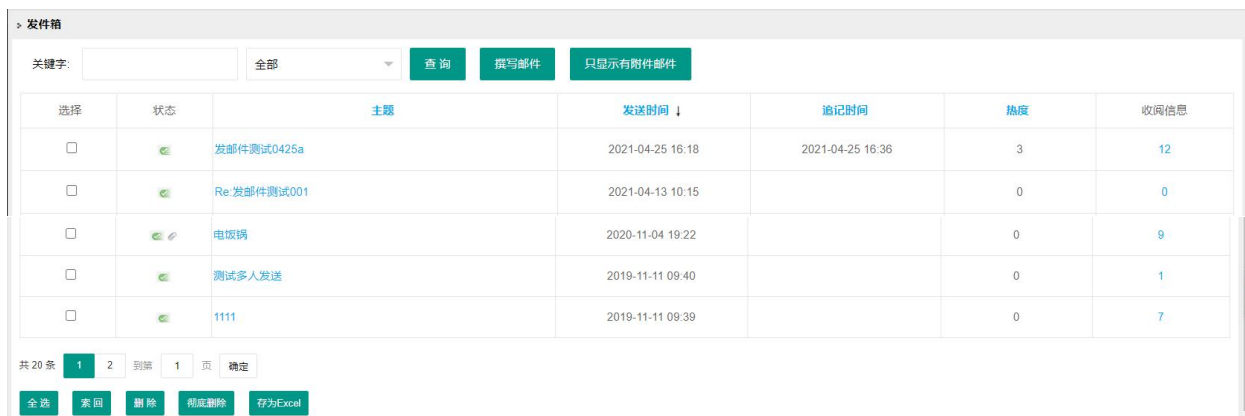 发件箱
关键字: 全部 查 询 撰写邮件 只显示有附件邮件
选择 状态 主题 发送时间 ↓ 追记时间 热度 收阅信息
发邮件测试0425a 2021-04-25 16:18 2021-04-25 16:36 3 12
Re:发邮件测试001 2021-04-13 10:15 0 0
电饭锅 2020-11-04 19:22 0 9
测试多人发送 2019-11-11 09:40 0 1
1111 2019-11-11 09:39 0 7
共 20 条 1 2 到第 1 页 确定
全 选 索 回 删 除 彻底删除 存为Excel